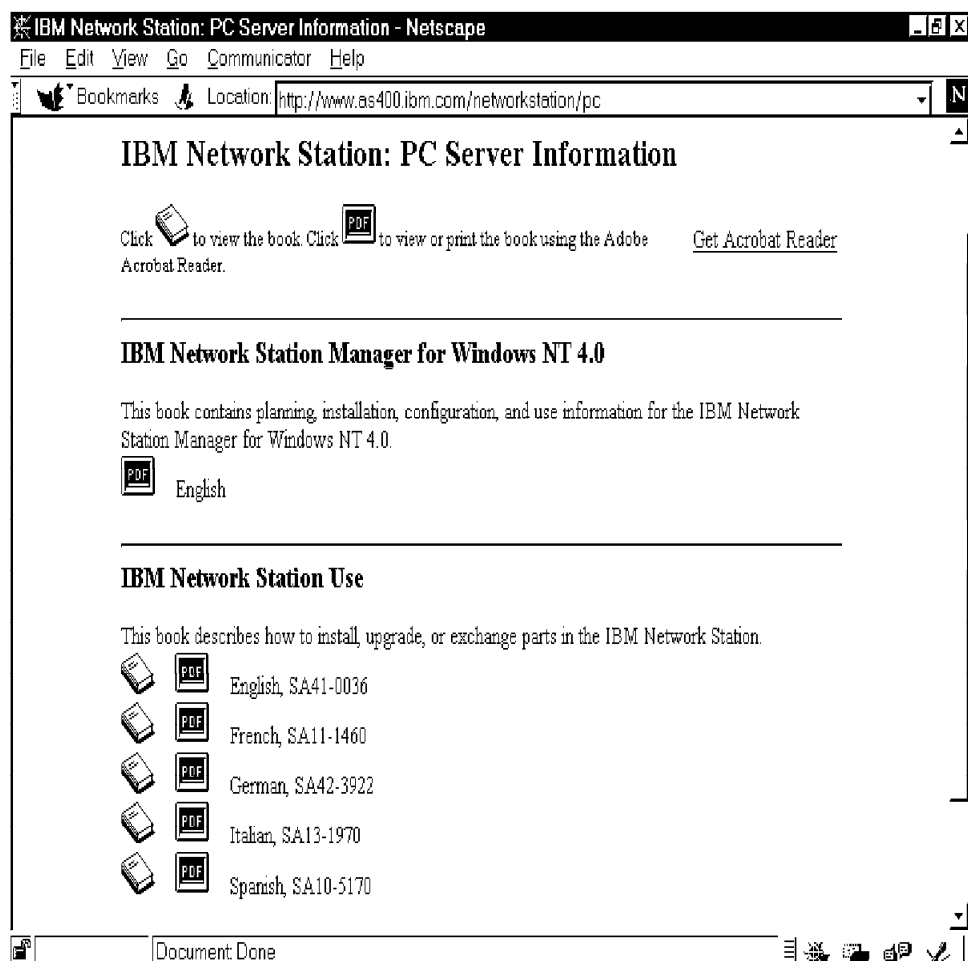 IBM Network Station: PC Server Information - Netscape
File Edit View Go Communicator Help
Bookmarks Location: http://www.as400.ibm.com/networkstation/pc N
IBM Network Station: PC Server Information
Click to view the book. Click PDF to view or print the book using the Adobe Get Acrobat Reader
Acrobat Reader.
IBM Network Station Manager for Windows NT 4.0
This book contains planning, installation, configuration, and use information for the IBM Network
Station Manager for Windows NT 4.0.
PDF English
IBM Network Station Use
This book describes how to install, upgrade, or exchange parts in the IBM Network Station.
PDF English, SA41-0036
PDF French, SA11-1460
PDF German, SA42-3922
PDF Italian, SA13-1970
PDF Spanish, SA10-5170
Document: Done